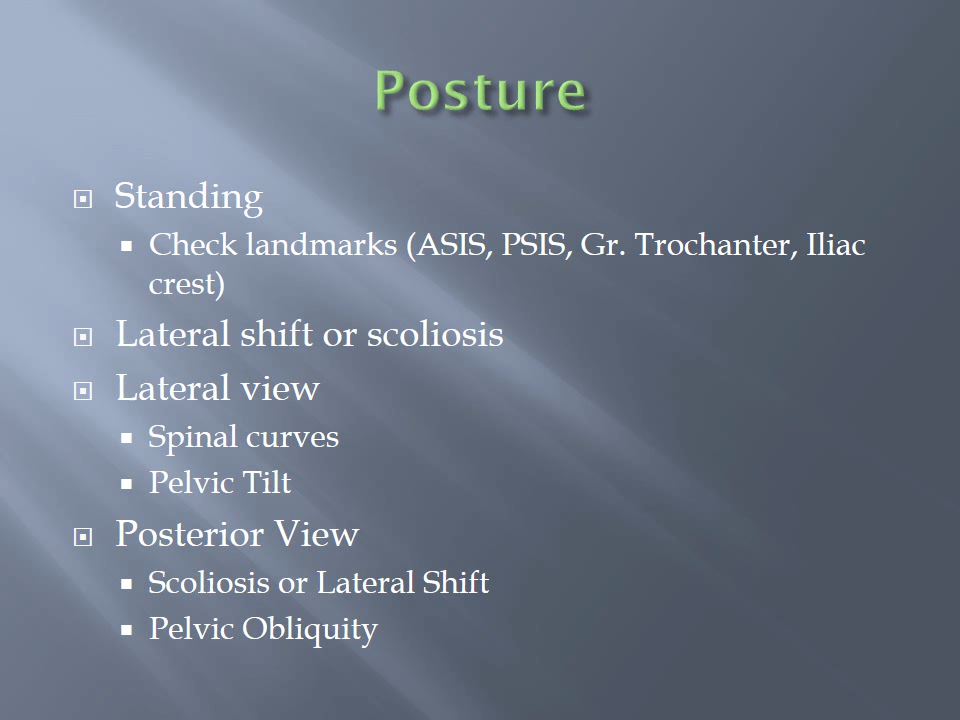 Posture
Standing
Check landmarks (ASIS, PSIS, Gr. Trochanter, Iliac
crest)
Lateral shift or scoliosis
Lateral view
Spinal curves
Pelvic Tilt
Posterior View
Scoliosis or Lateral Shift
Pelvic Obliquity